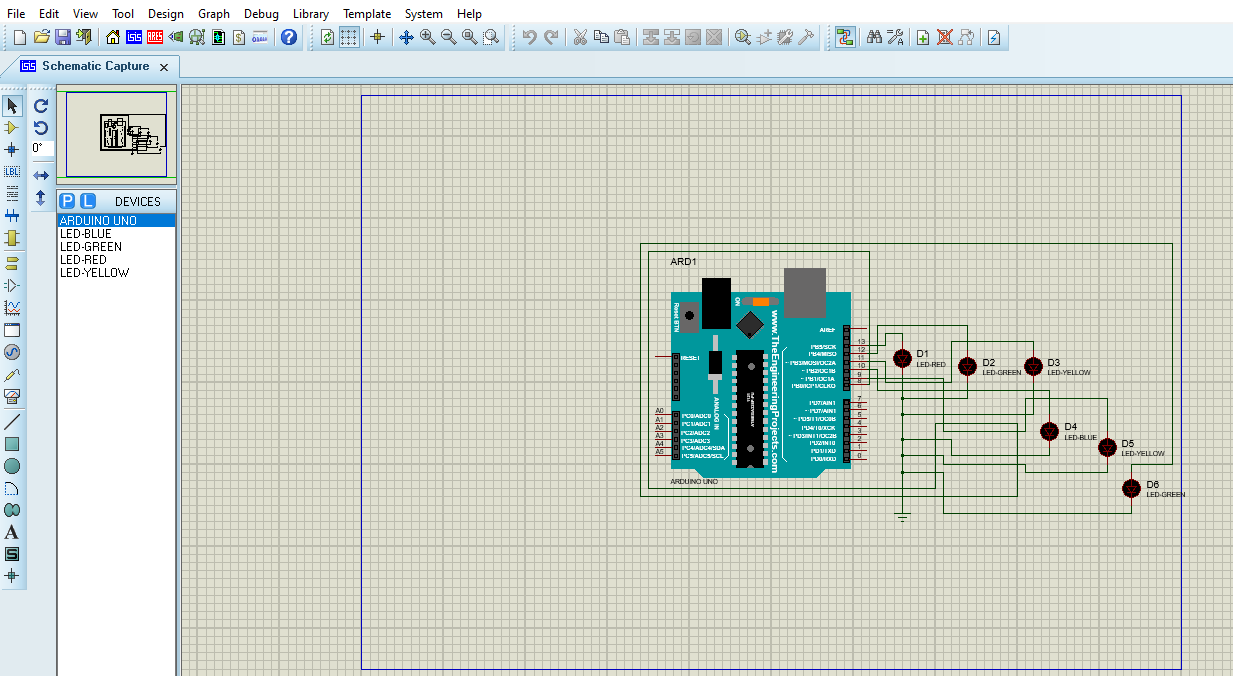 File Edit View Tool Design Graph Debug Library Template System Help
Schematic Capture
0°
P L DEVICES
ARDUINO UNO
LED-BLUE
LED-GREEN
LED-RED
LED-YELLOW
LBL
A
S
ARD1
Reset BTN
ON
www.TheEngineeringProjects.com
ANALOG IN
RESET
A0
A1
A2
A3
A4
A5
PC0/ADC0
PC1/ADC1
PC2/ADC2
PC3/ADC3
PC4/ADC4/SDA
PC5/ADC5/SCL
AREF
PB5/SCK 13
PB4/MISO 12
~PB3/MOSI/OC2A 11
~PB2/OC1B 10
~PB1/OC1A 9
PB0/ICP1/CLKO 8
PD7/AIN1 7
~PD6/AIN0 6
~PD5/T1/OC0B 5
PD4/T0/XCK 4
~PD3/INT1/OC2B 3
PD2/INT0 2
PD1/TXD 1
PD0/RXD 0
ARDUINO UNO
D1
LED-RED
D2
LED-GREEN
D3
LED-YELLOW
D4
LED-BLUE
D5
LED-YELLOW
D6
LED-GREEN